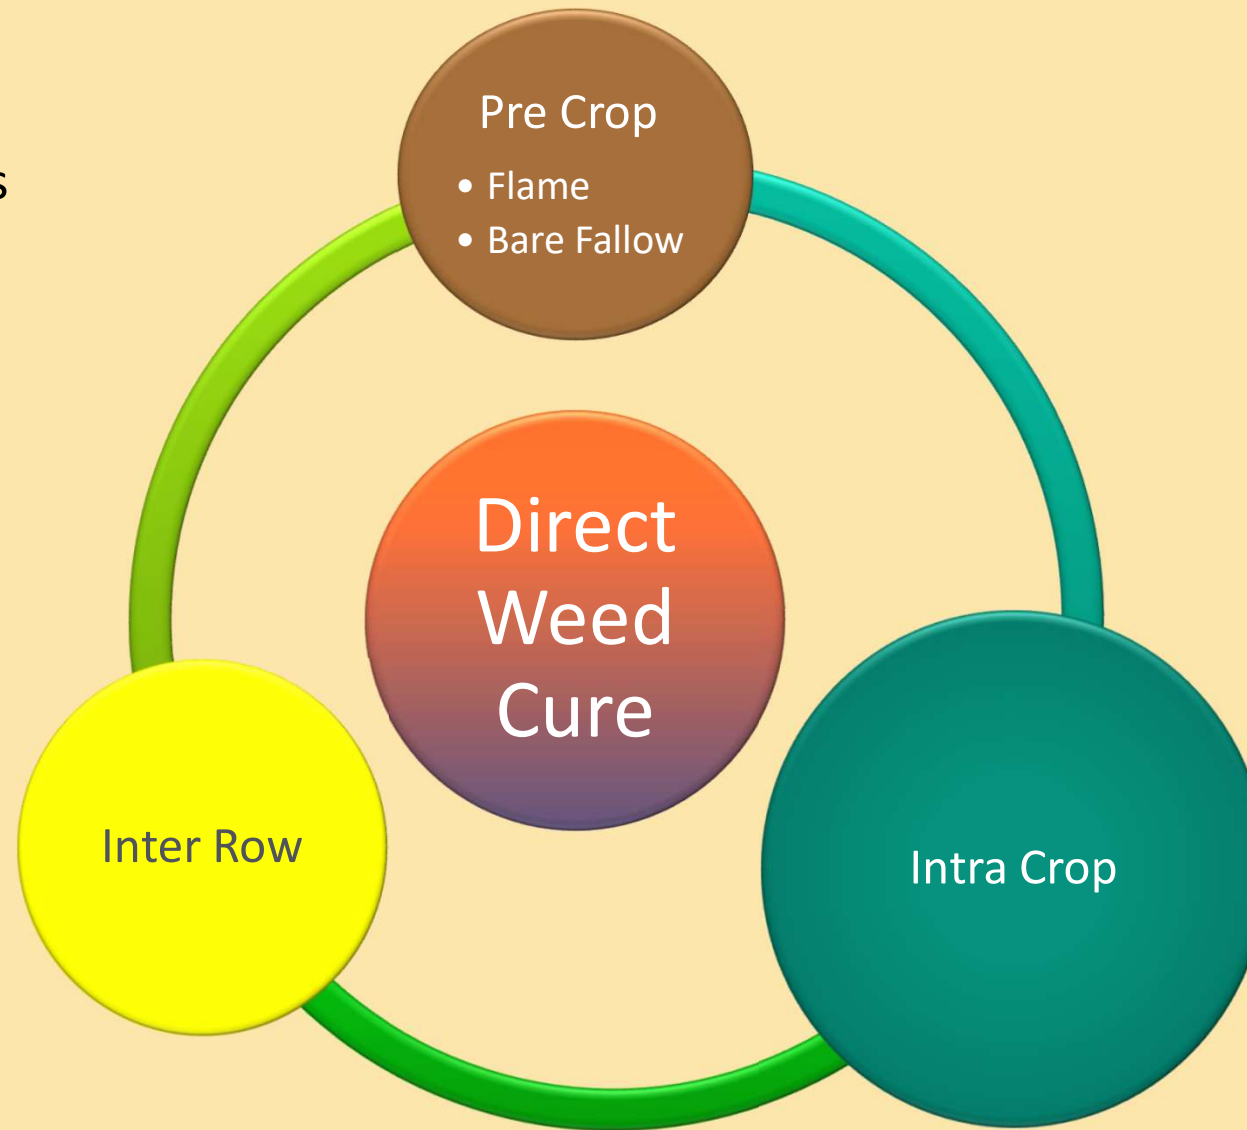 s
Pre Crop
• Flame
• Bare Fallow
Direct
Weed
Cure
Inter Row
Intra Crop